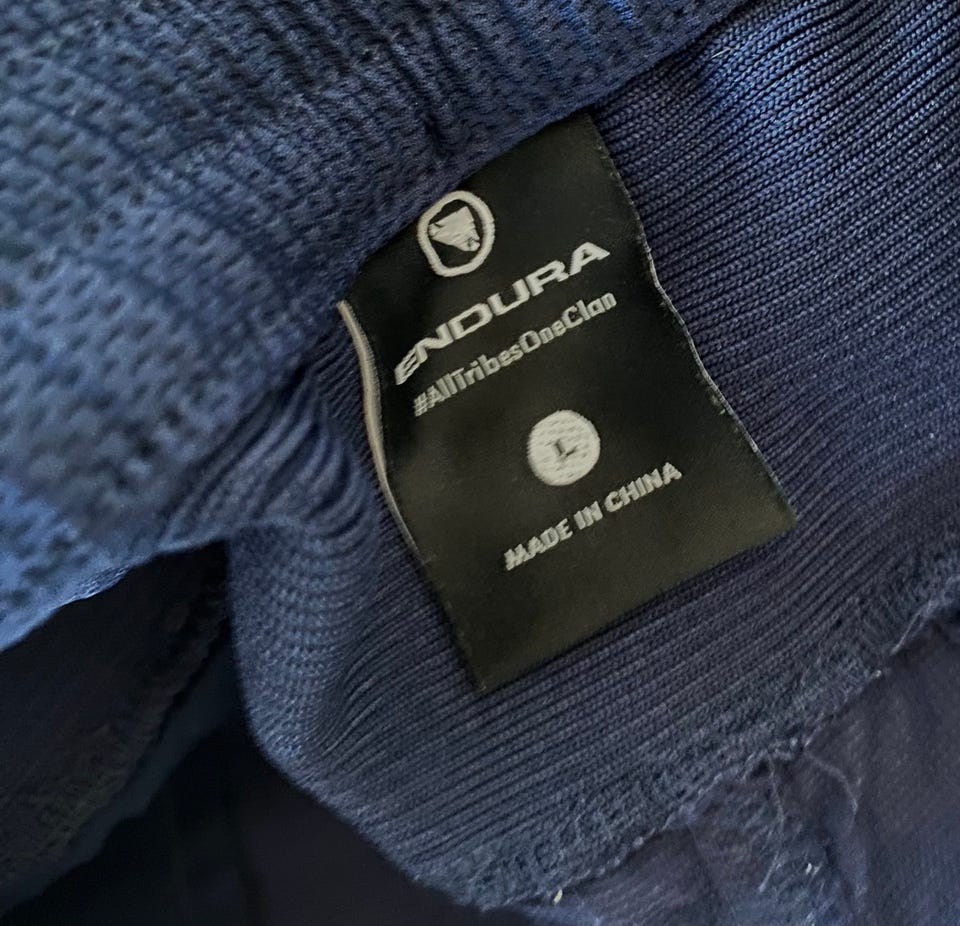 ENDURA
#AllTribesOneClan
L
MADE IN CHINA